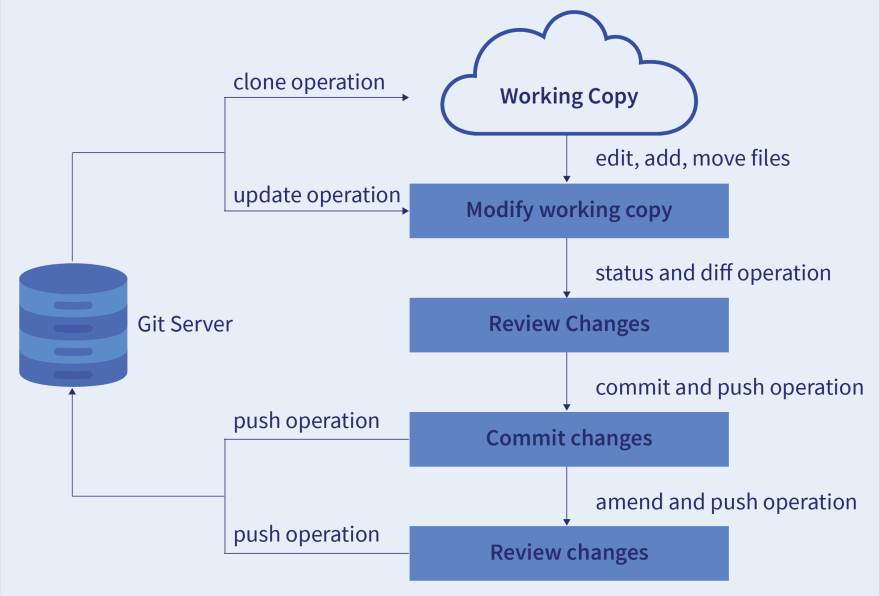 clone operation
Working Copy
edit, add, move files
update operation
Modify working copy
status and diff operation
Git Server
Review Changes
commit and push operation
push operation
Commit changes
amend and push operation
push operation
Review changes